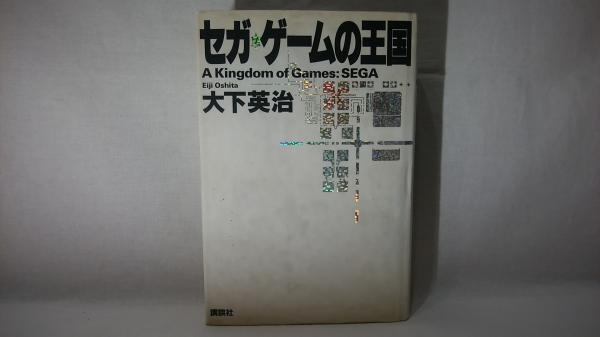 セガ・ゲームの王国
A Kingdom of Games: SEGA
Eiji Oshita
大下英治
講談社